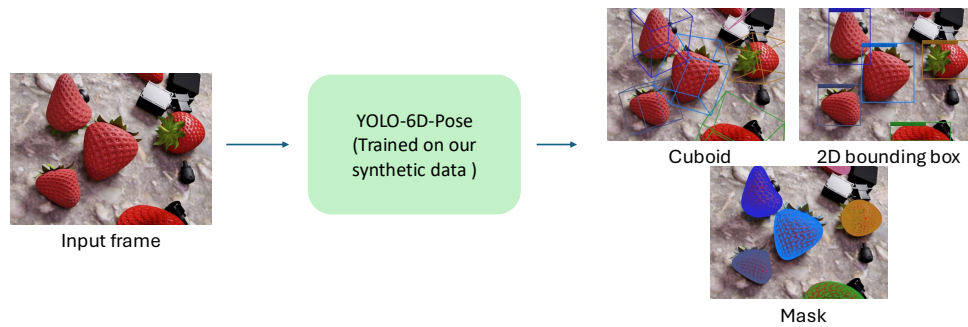 Input frame
YOLO-6D-Pose
(Trained on our
synthetic data )
Cuboid
2D bounding box
Mask